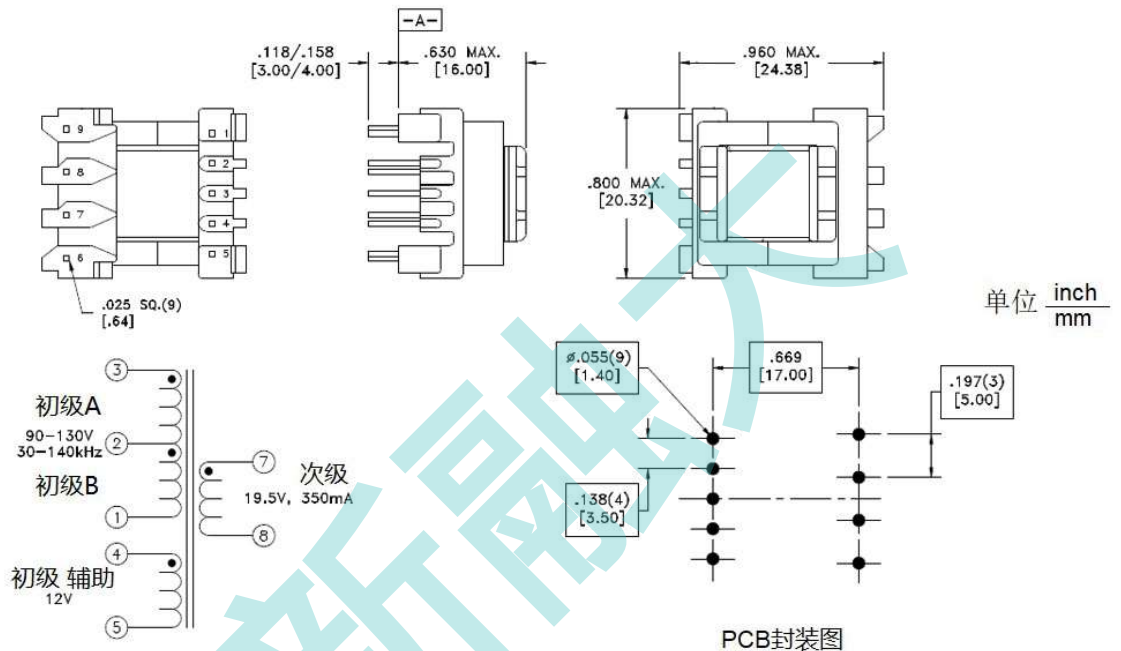 -A-
.118/.158
[3.00/4.00]
.630 MAX.
[16.00]
.960 MAX.
[24.38]
9
8
7
6
1
2
3
4
5
.025 SQ.(9)
[.64]
.800 MAX.
[20.32]
单位 inch
mm
3
初级A
90-130V
30-140kHz
2
初级B
1
4
初级 辅助
12V
5
7
次级
19.5V, 350mA
8
ø.055(9)
[1.40]
.669
[17.00]
.197(3)
[5.00]
.138(4)
[3.50]
PCB封装图
新融大